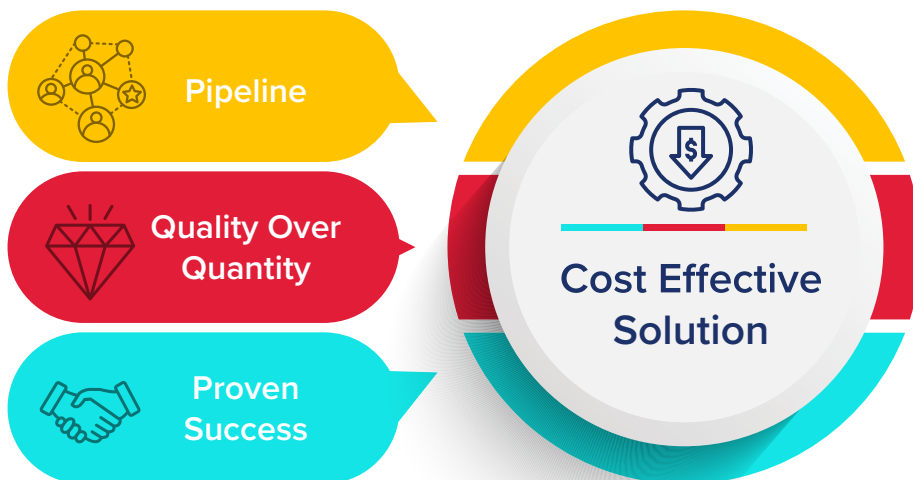 Pipeline
Quality Over
Quantity
Proven
Success
$
Cost Effective
Solution